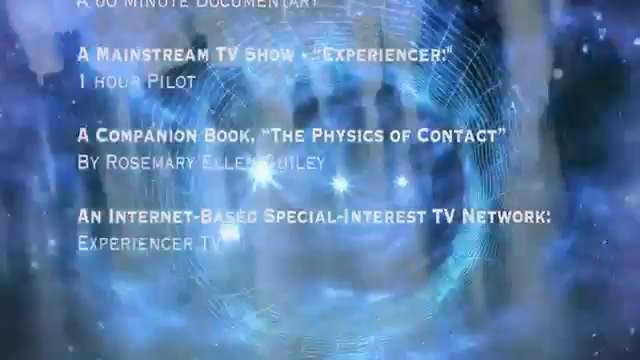 A 60 Minute Documentary
A Mainstream TV Show - "Experiencer:"
1 hour Pilot
A Companion Book, "The Physics of Contact"
By Rosemary Ellen Guiley
An Internet-Based Special-Interest TV Network:
Experiencer TV